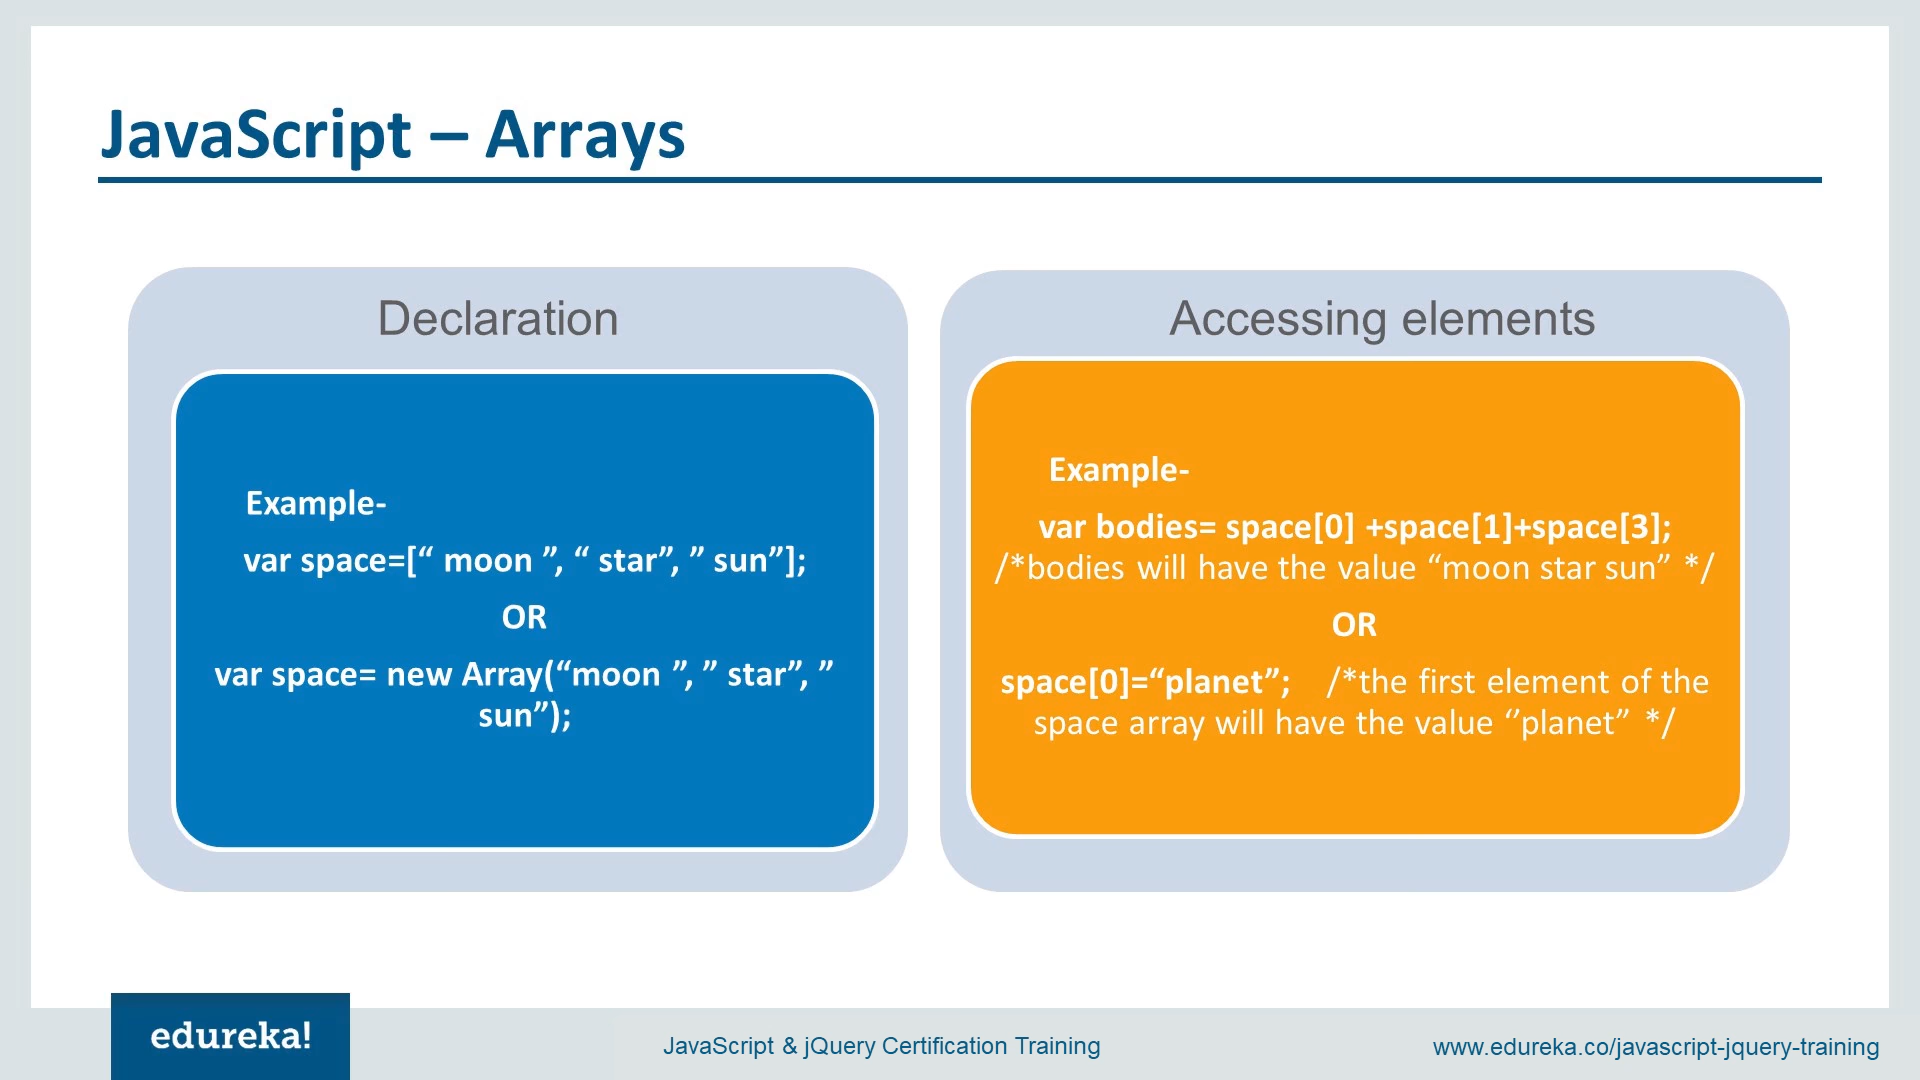 JavaScript – Arrays
Declaration
Example-
var space=[“ moon ”, “ star”, ” sun”];
OR
var space= new Array(“moon ”, ” star”, ”
sun”);
Accessing elements
Example-
var bodies= space[0] +space[1]+space[3];
/*bodies will have the value “moon star sun” */
OR
space[0]=“planet”; /*the first element of the
space array will have the value ‘’planet” */
edureka!
JavaScript & jQuery Certification Training
www.edureka.co/javascript-jquery-training